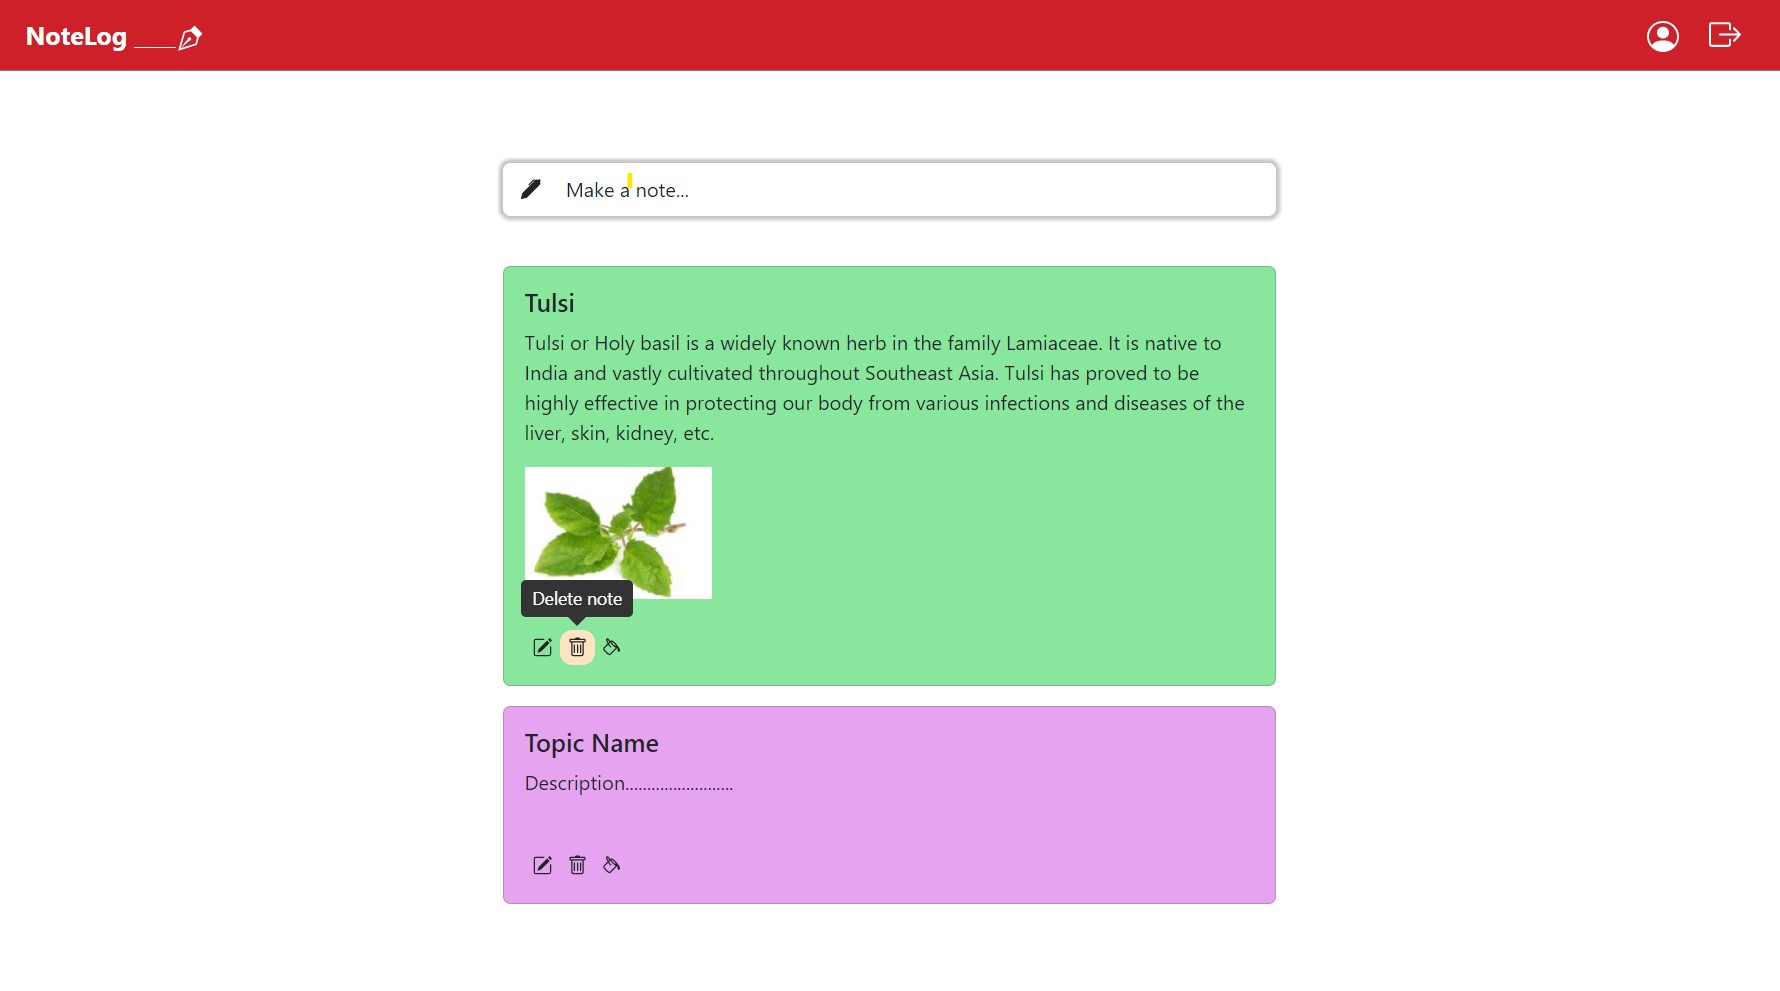 NoteLog ___
Make a note...
Tulsi
Tulsi or Holy basil is a widely known herb in the family Lamiaceae. It is native to
India and vastly cultivated throughout Southeast Asia. Tulsi has proved to be
highly effective in protecting our body from various infections and diseases of the
liver, skin, kidney, etc.
Delete note
Topic Name
Description.........................